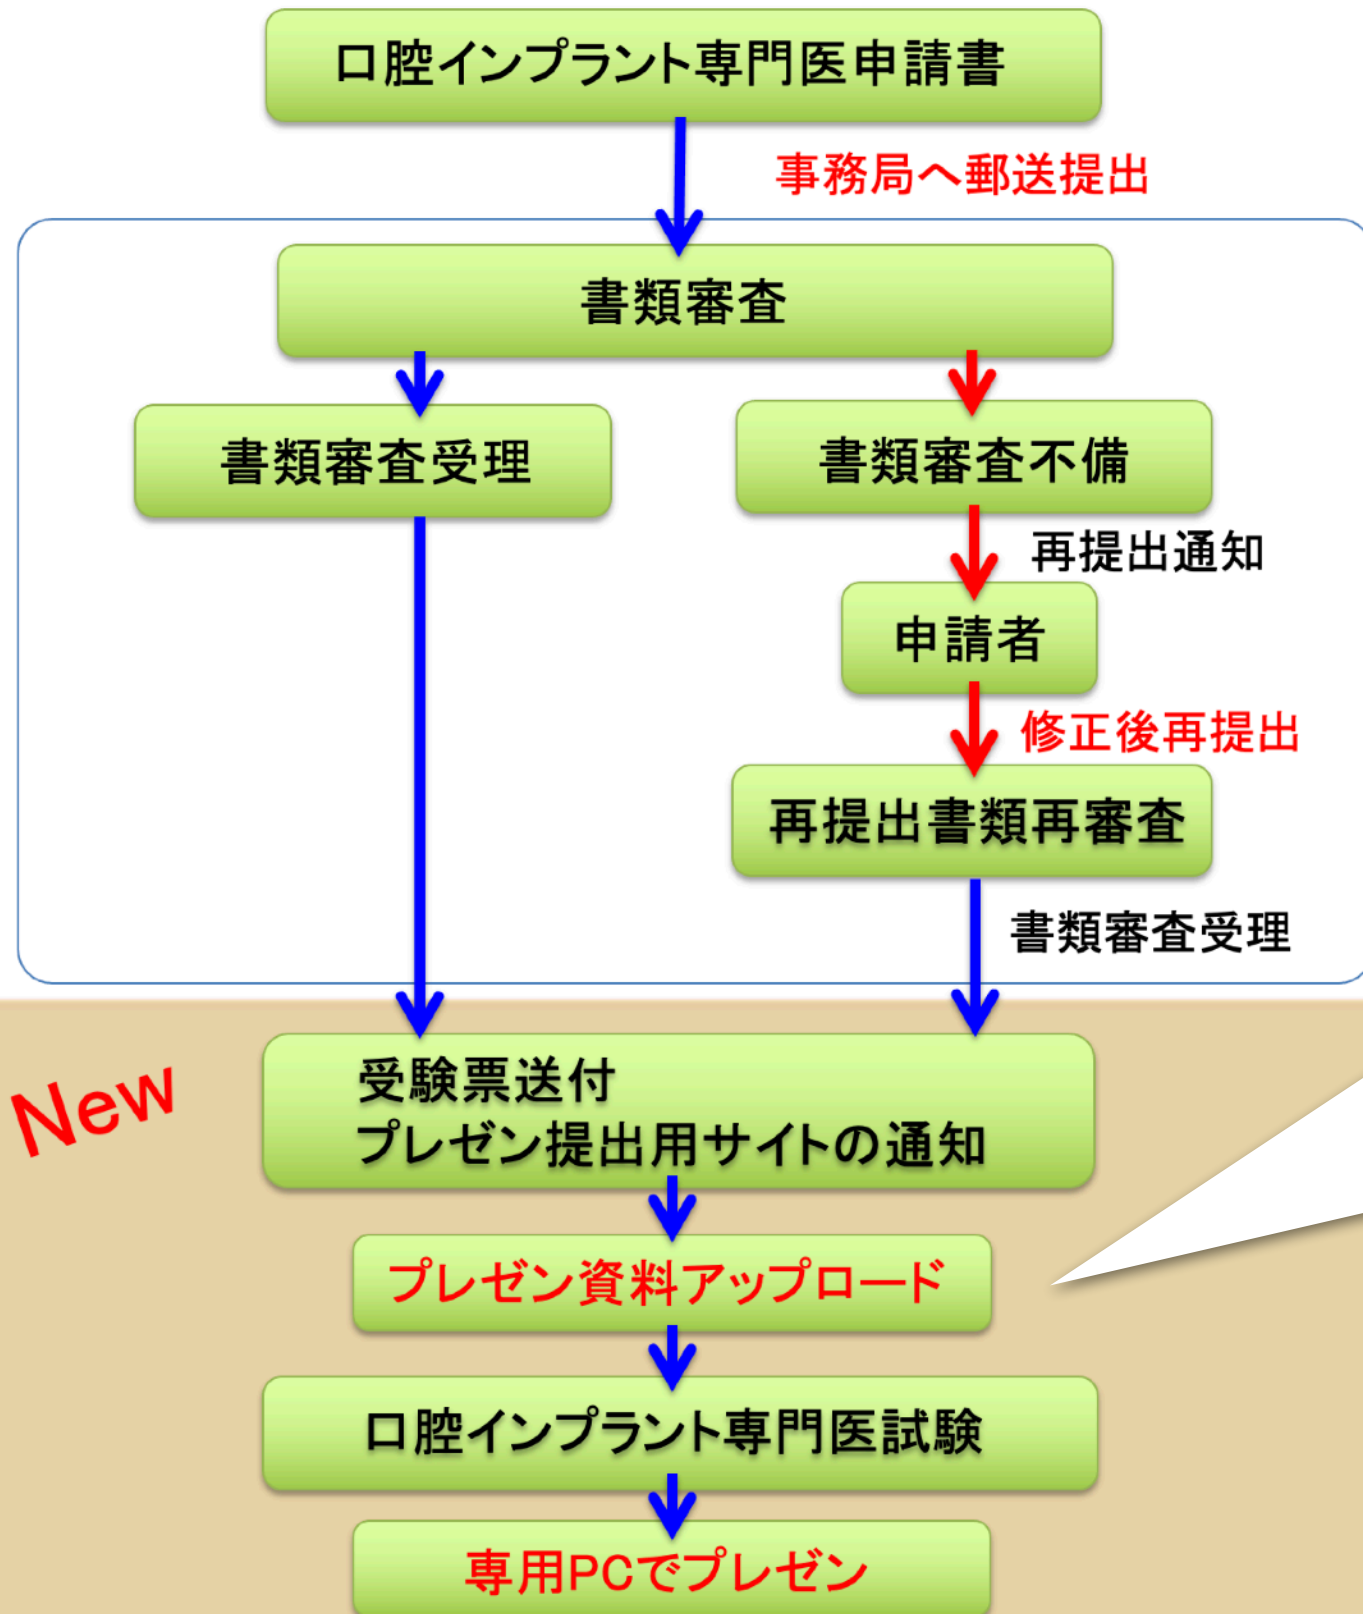 口腔インプラント専門医申請書
事務局へ郵送提出
書類審査
書類審査受理
書類審査不備
再提出通知
申請者
修正後再提出
再提出書類再審査
書類審査受理
New
受験票送付
プレゼン提出用サイトの通知
プレゼン資料アップロード
口腔インプラント専門医試験
専用PCでプレゼン